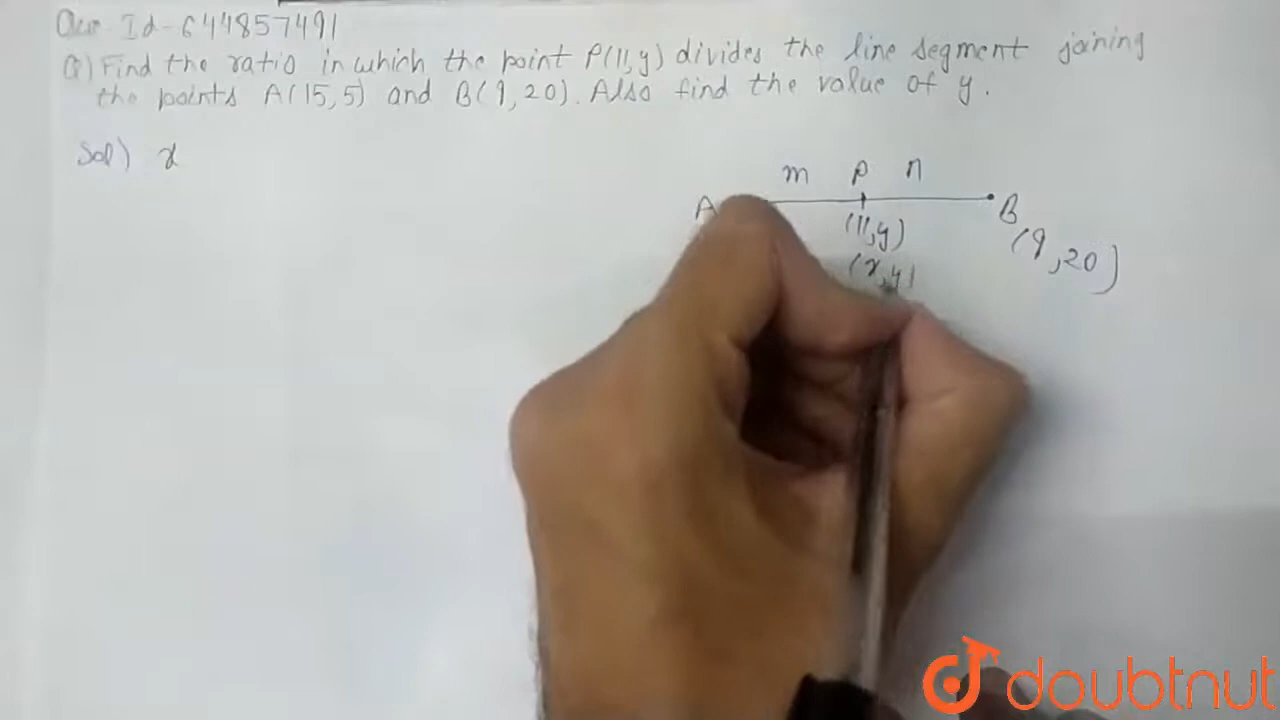 Que Id-644857491
Q) Find the ratio in which the point P(11,y) divides the line segment joining
the points A(15,5) and B(9,20). Also find the value of y.
Sol) x
m P n
A B
(11,y)
(9,20)
(x,y)
doubtnut